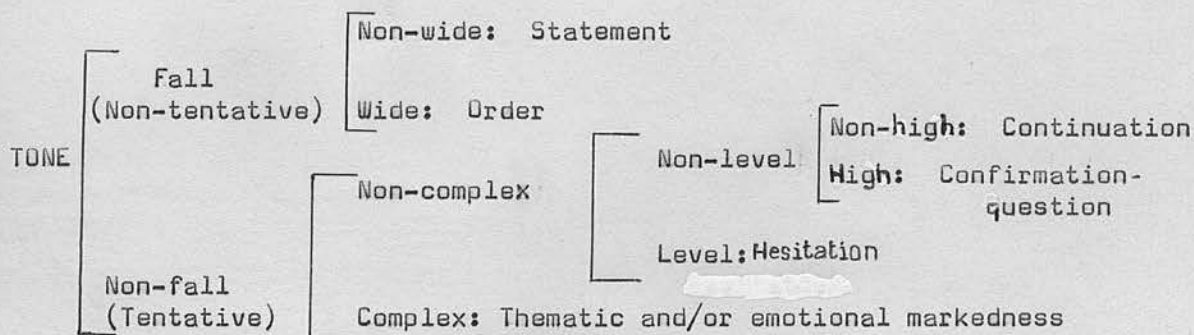 Non-wide: Statement
Fall
(Non-tentative)
Wide: Order
Non-high: Continuation
TONE
Non-level
High: Confirmation-
Non-complex
question
Level: Hesitation
Non-fall
(Tentative)
Complex: Thematic and/or emotional markedness